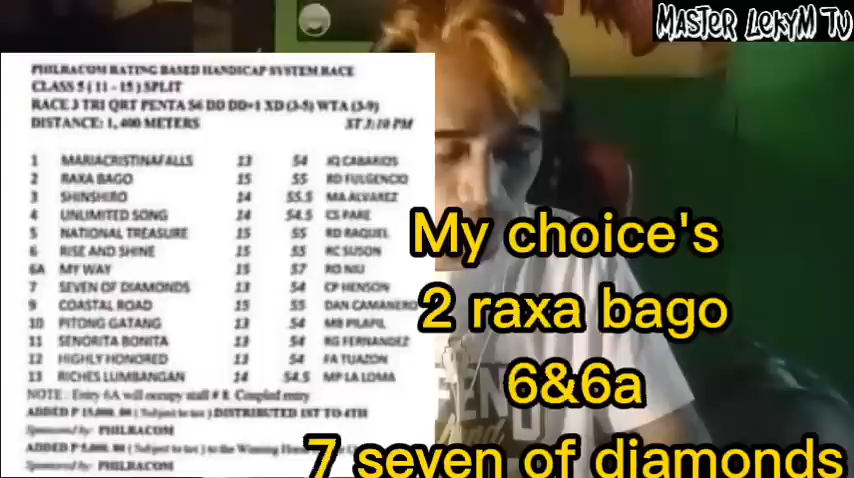 MASTER LEKYM TV
PHILRACOM RATING BASED HANDICAP SYSTEM RACE
CLASS 5 ( 11 - 15 ) SPLIT
RACE 3 TRI QRT PENTA S6 DD DD+1 XD (3-5) WTA (3-9)
DISTANCE: 1, 400 METERS ST 3:10 PM
1 MARIACRISTINAFALLS 13 54 JQ CABARIOS
2 RAXA BAGO 15 55 RD FULGENCIO
3 SHINSHIRO 14 55.5 MA ALVAREZ
4 UNLIMITED SONG 14 54.5 CS PARE
5 NATIONAL TREASURE 15 55 RD RAQUEL
6 RISE AND SHINE 15 55 RC SUSON
6A MY WAY 15 57 RO NIU
7 SEVEN OF DIAMONDS 13 54 CP HENSON
9 COASTAL ROAD 15 55 DAN CAMANERO
10 PITONG GATANG 13 54 MB PILAPIL
11 SENORITA BONITA 13 54 RG FERNANDEZ
12 HIGHLY HONORED 13 54 FA TUAZON
13 RICHES LUMBANGAN 14 54.5 MP LA LOMA
NOTE : Entry 6A will occupy stall # 8. Coupled entry
ADDED P 15,000. 00 ( Subject to tax ) DISTRIBUTED 1ST TO 4TH
Sponsored by: PHILRACOM
ADDED P 5,000. 00 ( Subject to tax ) to the Winning
Sponsored by: PHILRACOM
My choice's
2 raxa bago
6&6a
7 seven of diamonds